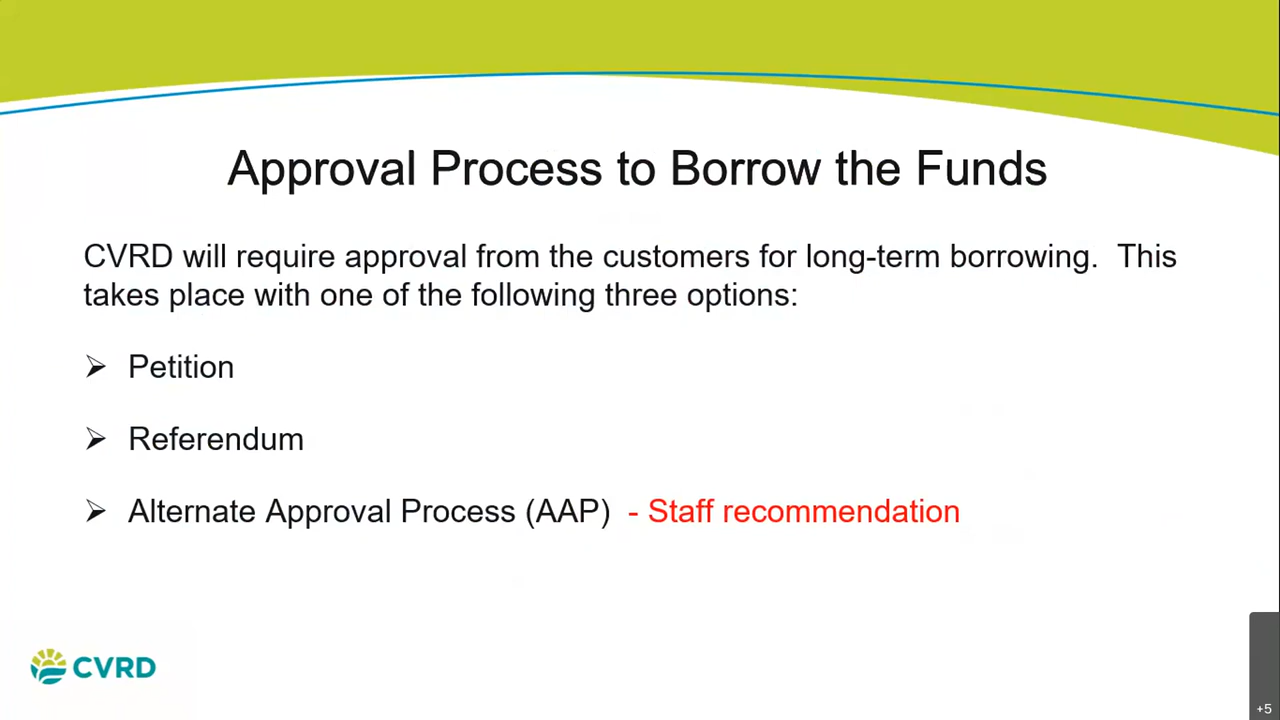 Approval Process to Borrow the Funds
CVRD will require approval from the customers for long-term borrowing.  This
takes place with one of the following three options:
➢ Petition
➢ Referendum
➢ Alternate Approval Process (AAP)  - Staff recommendation
CVRD
+5